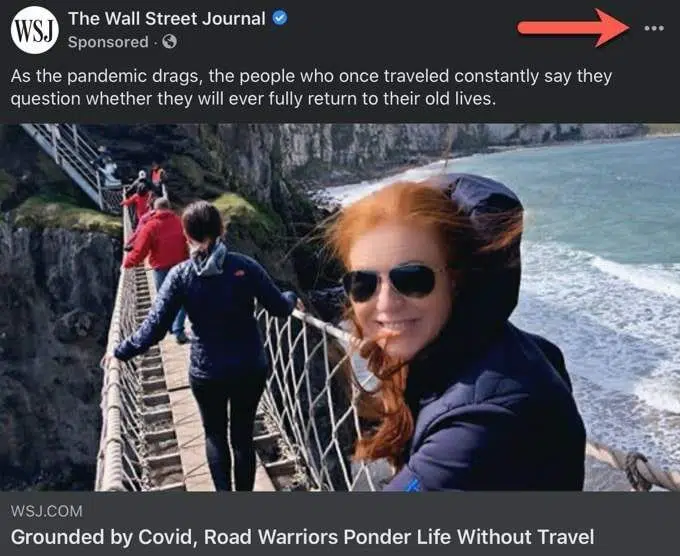 WSJ
The Wall Street Journal
Sponsored ·
As the pandemic drags, the people who once traveled constantly say they
question whether they will ever fully return to their old lives.
WSJ.COM
Grounded by Covid, Road Warriors Ponder Life Without Travel